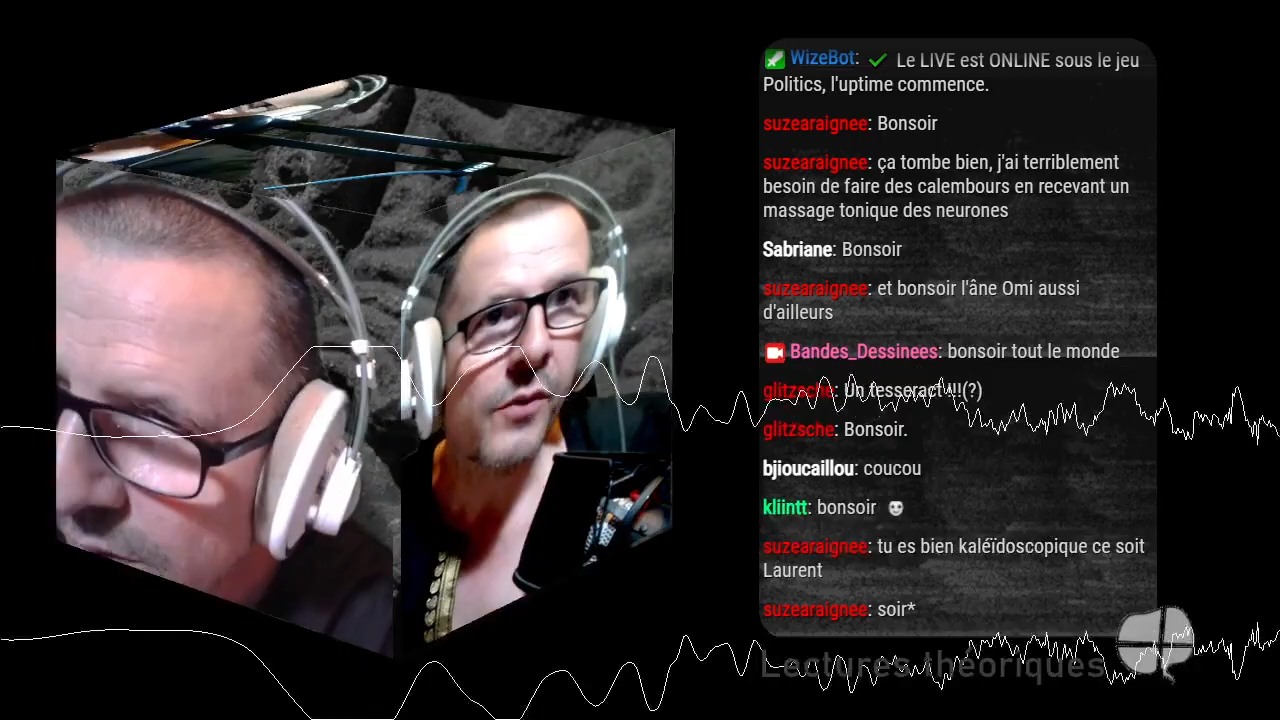 WizeBot: Le LIVE est ONLINE sous le jeu
Politics, l'uptime commence.
suzearaignee: Bonsoir
suzearaignee: ça tombe bien, j'ai terriblement
besoin de faire des calembours en recevant un
massage tonique des neurones
Sabriane: Bonsoir
suzearaignee: et bonsoir l'âne Omi aussi
d'ailleurs
Bandes_Dessinees: bonsoir tout le monde
glitzsche: Un tesseract !!!(?)
glitzsche: Bonsoir.
bjioucaillou: coucou
kliintt: bonsoir
suzearaignee: tu es bien kaléïdoscopique ce soit
Laurent
suzearaignee: soir*
Lectures théoriques